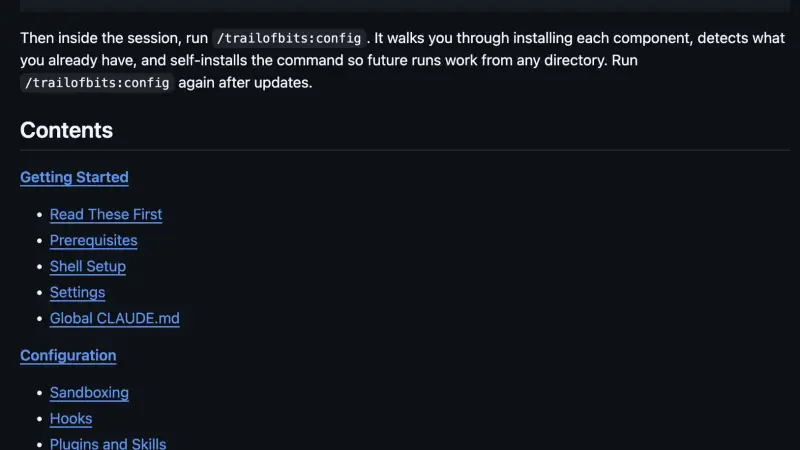 Then inside the session, run /trailofbits:config. It walks you through installing each component, detects what
you already have, and self-installs the command so future runs work from any directory. Run
/trailofbits:config again after updates.
Contents
Getting Started
• Read These First
• Prerequisites
• Shell Setup
• Settings
• Global CLAUDE.md
Configuration
• Sandboxing
• Hooks
• Plugins and Skills